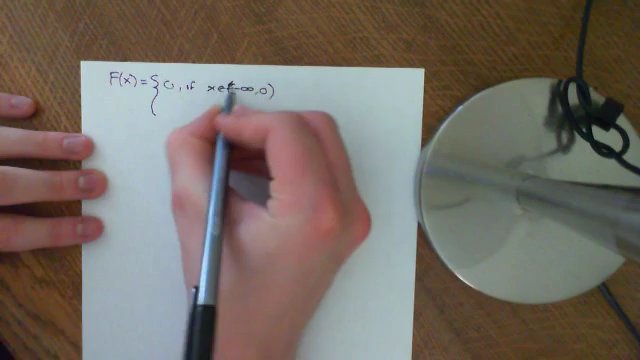 F(x) = { 0, if x ∈ (-∞, 0)